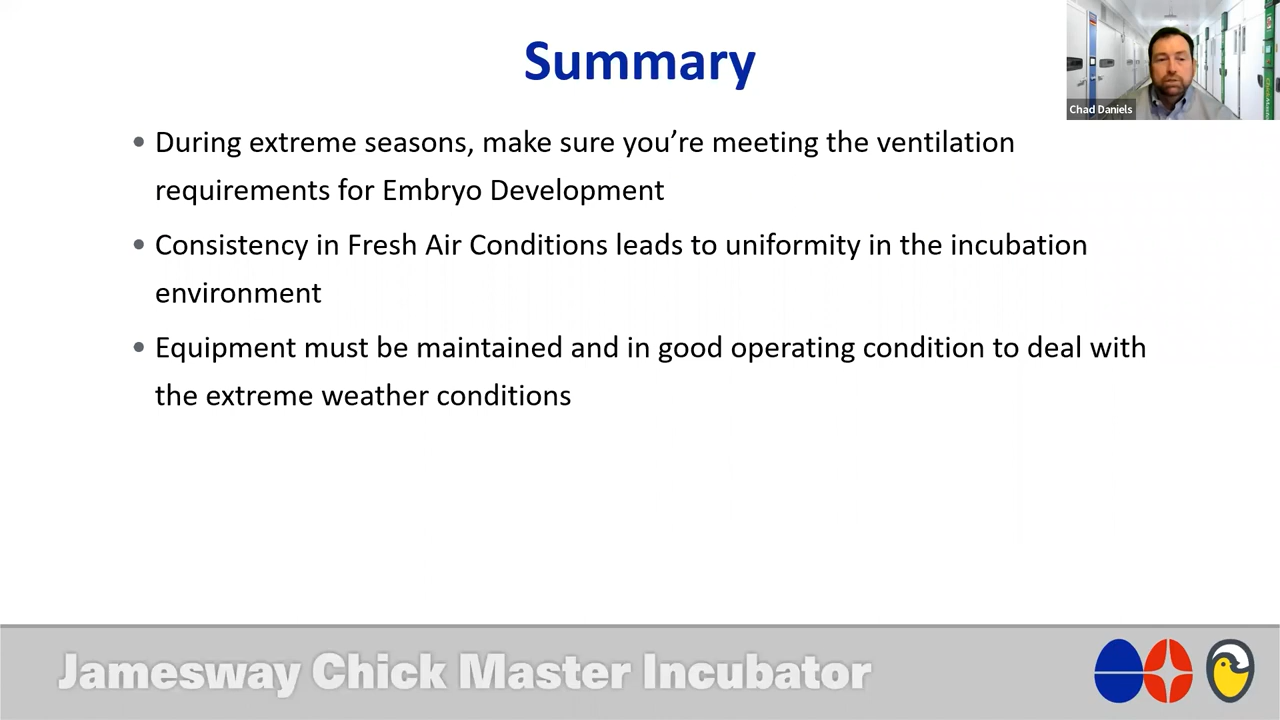 Summary
Chad Daniels
• During extreme seasons, make sure you’re meeting the ventilation
requirements for Embryo Development
• Consistency in Fresh Air Conditions leads to uniformity in the incubation
environment
• Equipment must be maintained and in good operating condition to deal with
the extreme weather conditions
Jamesway Chick Master Incubator